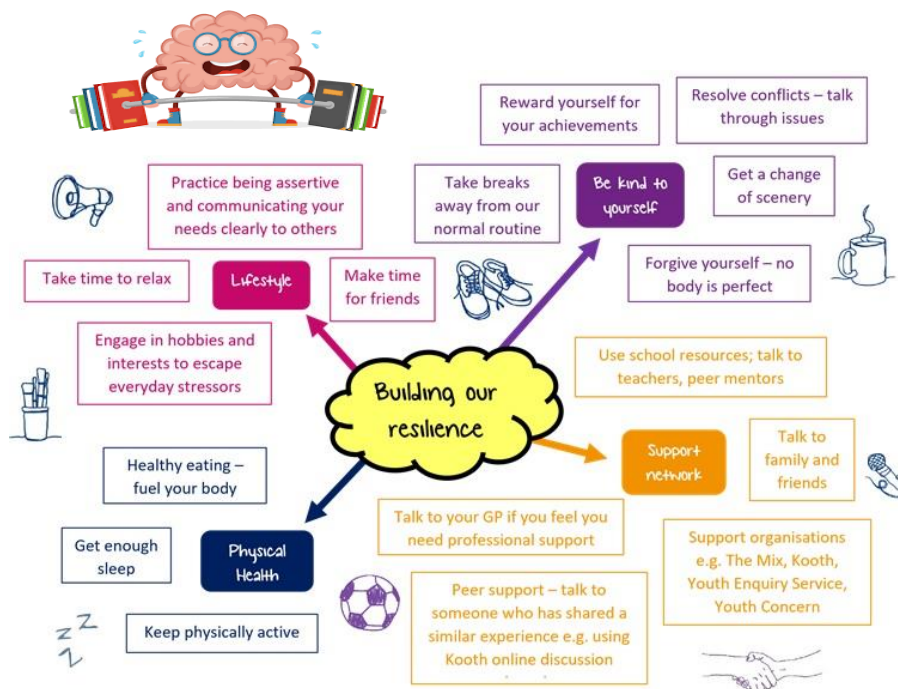 Reward yourself for
your achievements
Resolve conflicts – talk
through issues
Practice being assertive
and communicating your
needs clearly to others
Take breaks
away from our
normal routine
Be kind to
yourself
Get a change
of scenery
Take time to relax
Lifestyle
Make time
for friends
Forgive yourself – no
body is perfect
Engage in hobbies and
interests to escape
everyday stressors
Building our
resilience
Use school resources; talk to
teachers, peer mentors
Healthy eating –
fuel your body
Support
network
Talk to
family and
friends
Get enough
sleep
Physical
Health
Talk to your GP if you feel you
need professional support
Support organisations
e.g. The Mix, Kooth,
Youth Enquiry Service,
Youth Concern
Keep physically active
Peer support – talk to
someone who has shared a
similar experience e.g. using
Kooth online discussion
z z
z